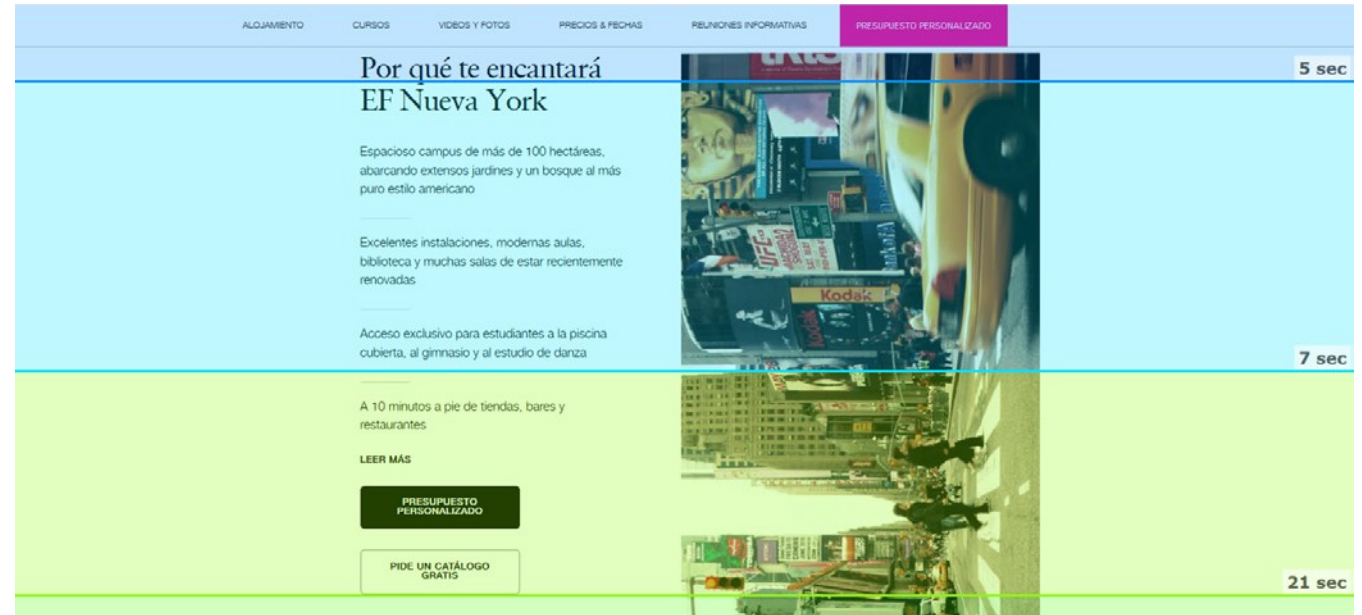 ALOJAMIENTO
CURSOS
VIDEOS Y FOTOS
PRECIOS & FECHAS
REUNIONES INFORMATIVAS
PRESUPUESTO PERSONALIZADO
Por qué te encantará
EF Nueva York
5 sec
Espacioso campus de más de 100 hectáreas,
abarcando extensos jardines y un bosque al más
puro estilo americano
Excelentes instalaciones, modernas aulas,
biblioteca y muchas salas de estar recientemente
renovadas
Acceso exclusivo para estudiantes a la piscina
cubierta, al gimnasio y al estudio de danza
7 sec
A 10 minutos a pie de tiendas, bares y
restaurantes
LEER MÁS
PRESUPUESTO
PERSONALIZADO
PIDE UN CATÁLOGO
GRATIS
21 sec
tkts
UFC
Kodak
Kodak